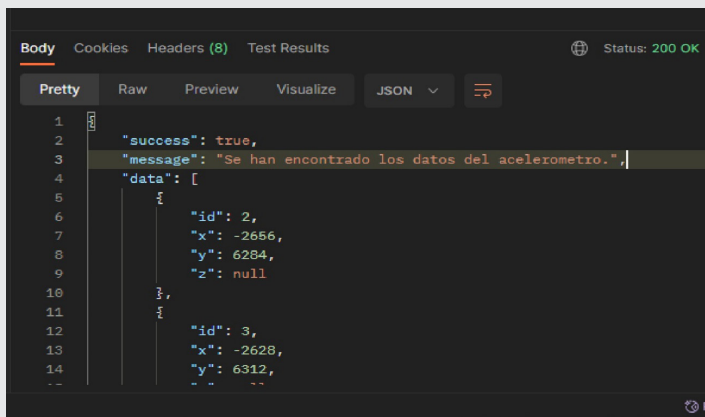 Body Cookies Headers (8) Test Results Status: 200 OK
Pretty Raw Preview Visualize JSON
1 {
2 "success": true,
3 "message": "Se han encontrado los datos del acelerometro.",
4 "data": [
5 {
6 "id": 2,
7 "x": -2656,
8 "y": 6284,
9 "z": null
10 },
11 {
12 "id": 3,
13 "x": -2628,
14 "y": 6312,